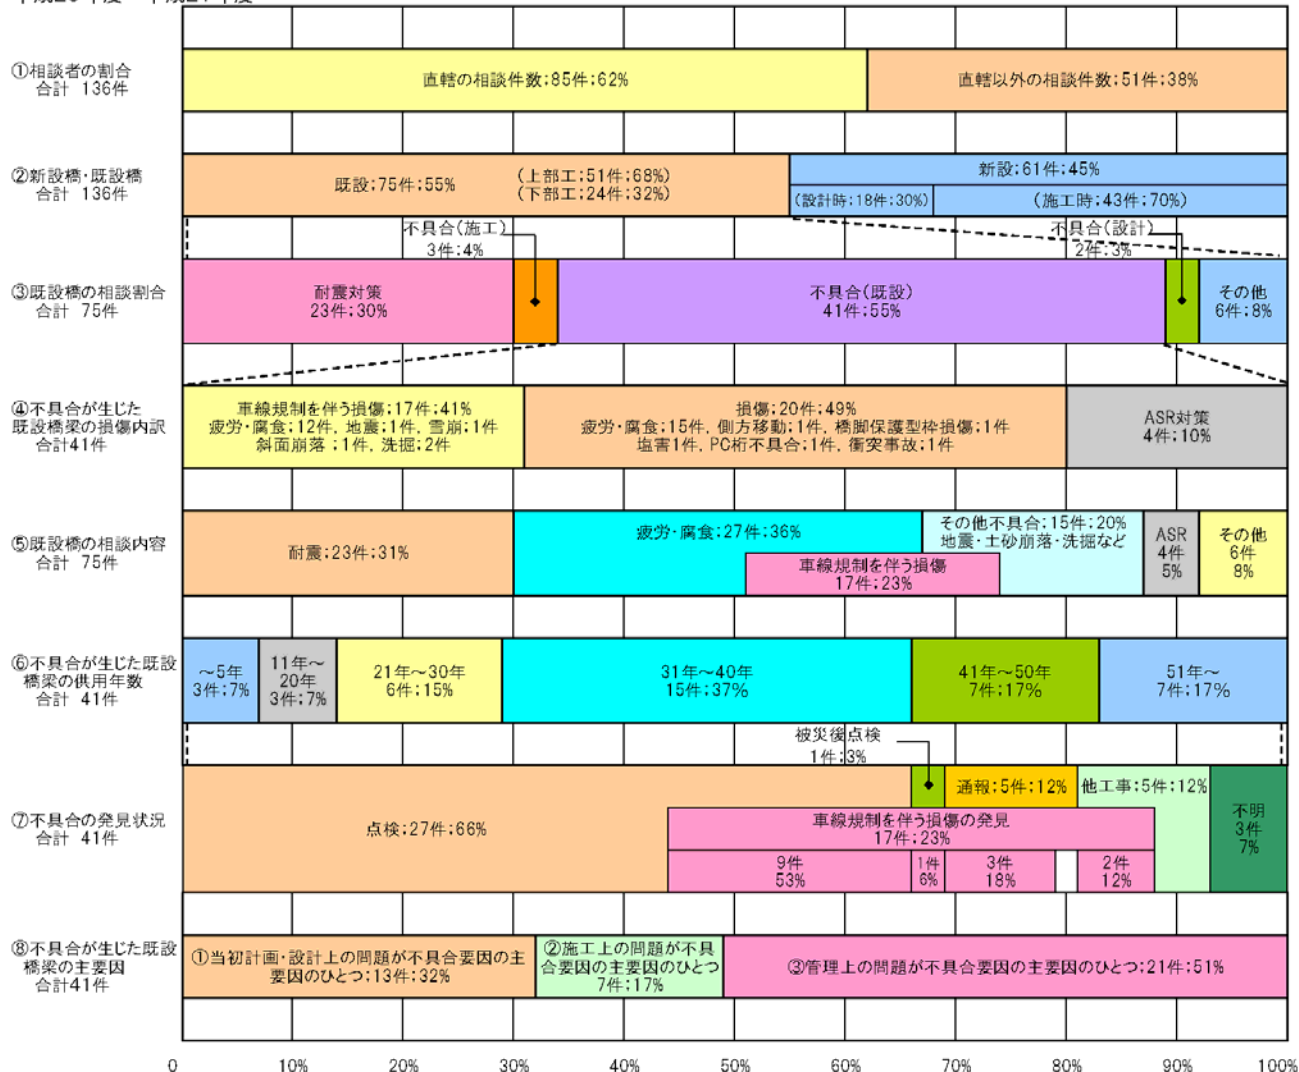 ①相談者の割合
合計 136件
直轄の相談件数;85件;62%
直轄以外の相談件数;51件;38%
②新設橋・既設橋
合計 136件
既設;75件;55%
(上部工;51件;68%)
(下部工;24件;32%)
新設;61件;45%
(設計時;18件;30%)
(施工時;43件;70%)
不具合(施工)
3件;4%
不具合(設計)
2件;3%
③既設橋の相談割合
合計 75件
耐震対策
23件;30%
不具合(既設)
41件;55%
その他
6件;8%
④不具合が生じた
既設橋梁の損傷内訳
合計41件
車線規制を伴う損傷;17件;41%
疲労・腐食;12件, 地震;1件, 雪崩;1件
斜面崩落;1件, 洗掘;2件
損傷;20件;49%
疲労・腐食;15件, 側方移動;1件, 橋脚保護型枠損傷;1件
塩害1件, PC桁不具合;1件, 衝突事故;1件
ASR対策
4件;10%
⑤既設橋の相談内容
合計 75件
耐震;23件;31%
疲労・腐食;27件;36%
車線規制を伴う損傷
17件;23%
その他不具合;15件;20%
地震・土砂崩落・洗掘など
ASR
4件
5%
その他
6件
8%
⑥不具合が生じた既設
橋梁の供用年数
合計 41件
～5年
3件;7%
11年～
20年
3件;7%
21年～30年
6件;15%
31年～40年
15件;37%
41年～50年
7件;17%
51年～
7件;17%
被災後点検
1件;3%
⑦不具合の発見状況
合計 41件
点検;27件;66%
通報;5件;12%
他工事;5件;12%
不明
3件
7%
車線規制を伴う損傷の発見
17件;23%
9件
53%
1件
6%
3件
18%
2件
12%
⑧不具合が生じた既設
橋梁の主要因
合計41件
①当初計画・設計上の問題が不具合要因の主
要因のひとつ;13件;32%
②施工上の問題が不具
合要因の主要因のひとつ
7件;17%
③管理上の問題が不具合要因の主要因のひとつ;21件;51%
0 10% 20% 30% 40% 50% 60% 70% 80% 90% 100%